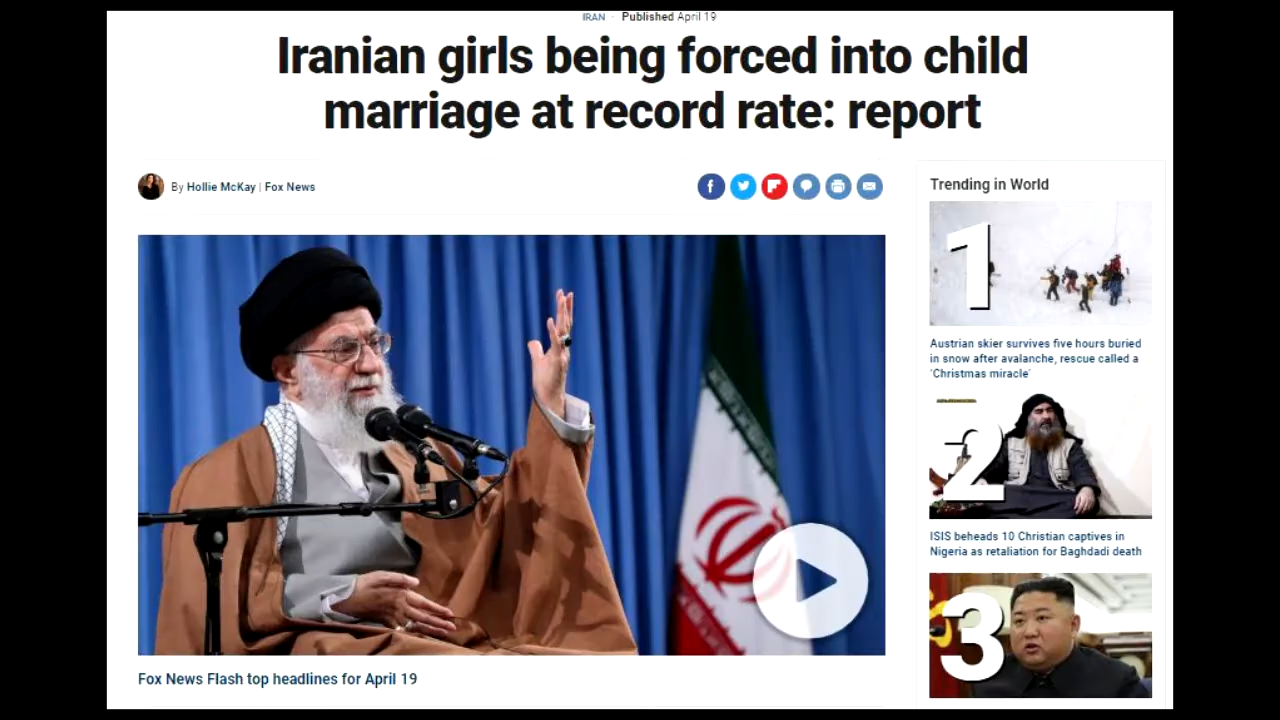 IRAN · Published April 19
Iranian girls being forced into child
marriage at record rate: report
By Hollie McKay | Fox News
Fox News Flash top headlines for April 19
Trending in World
1
Austrian skier survives five hours buried
in snow after avalanche, rescue called a
'Christmas miracle'
2
ISIS beheads 10 Christian captives in
Nigeria as retaliation for Baghdadi death
3